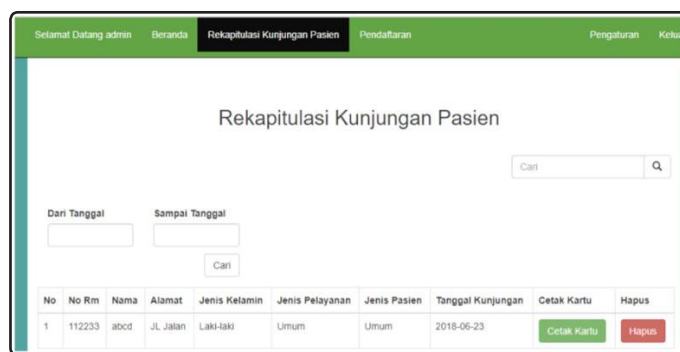 Selamat Datang admin Beranda Rekapitulasi Kunjungan Pasien Pendaftaran Pengaturan Kelua
Rekapitulasi Kunjungan Pasien
Cari
Dari Tanggal Sampai Tanggal
Cari
No No Rm Nama Alamat Jenis Kelamin Jenis Pelayanan Jenis Pasien Tanggal Kunjungan Cetak Kartu Hapus
1 112233 abcd JL Jalan Laki-laki Umum Umum 2018-06-23 Cetak Kartu Hapus